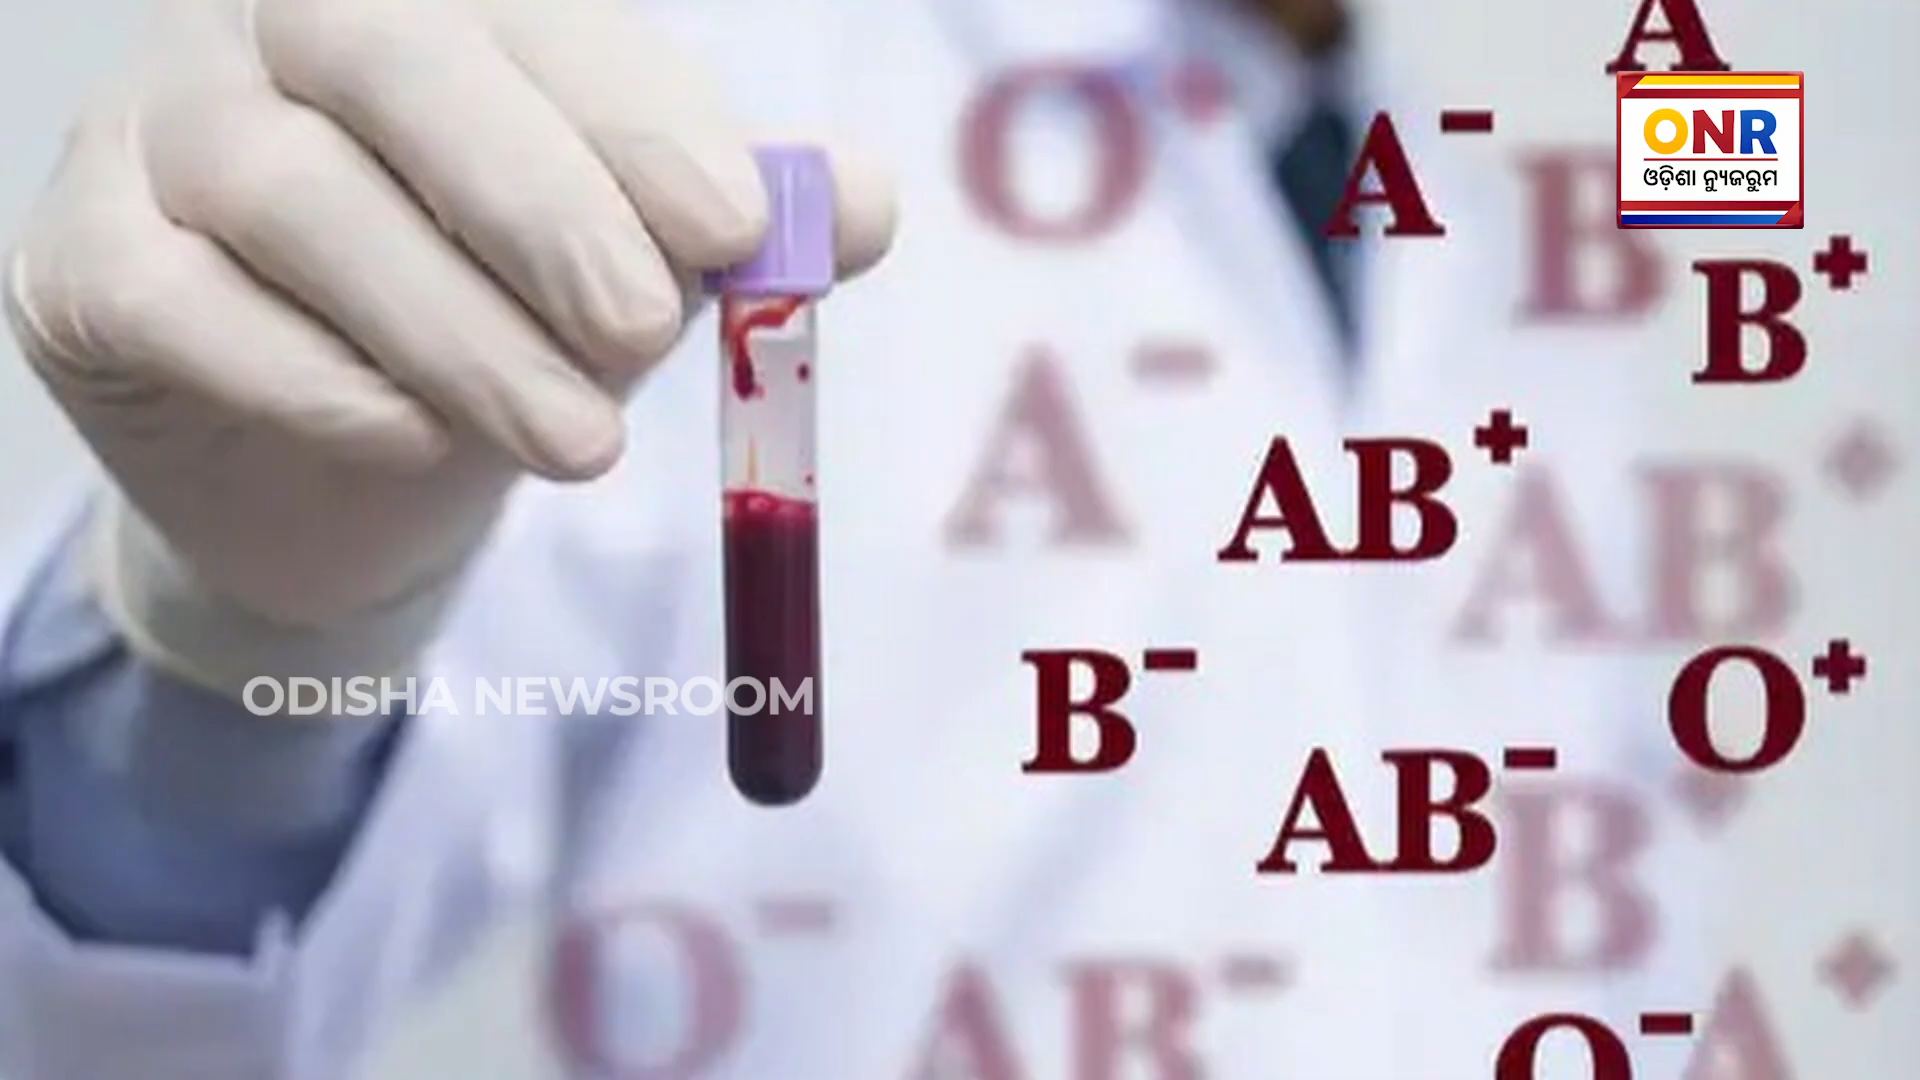 A
O+
A-
B
ONR
ଓଡ଼ିଶା ନ୍ୟୁଜରୁମ
B+
A-
AB+
AB+
B-
ODISHA NEWSROOM
O+
AB-
B+
O-
AB-
A+
O-